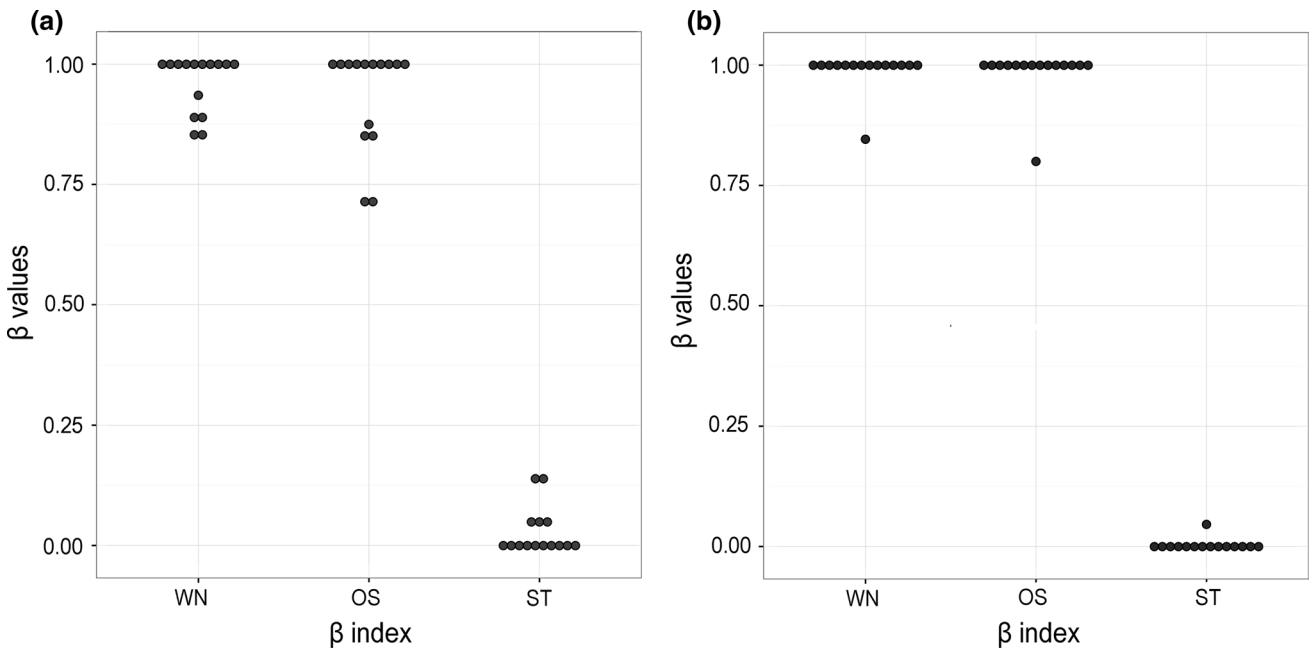 (a)
β values
1.00
0.75
0.50
0.25
0.00
WN OS ST
β index
(b)
β values
1.00
0.75
0.50
0.25
0.00
WN OS ST
β index